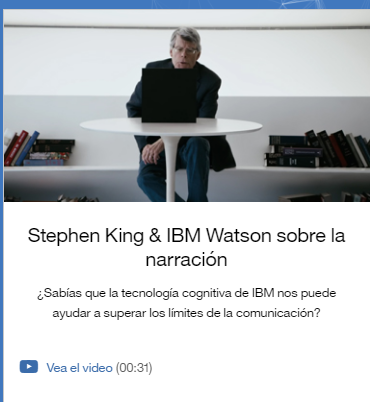 Stephen King & IBM Watson sobre la
narración
¿Sabías que la tecnología cognitiva de IBM nos puede
ayudar a superar los límites de la comunicación?
Vea el video (00:31)